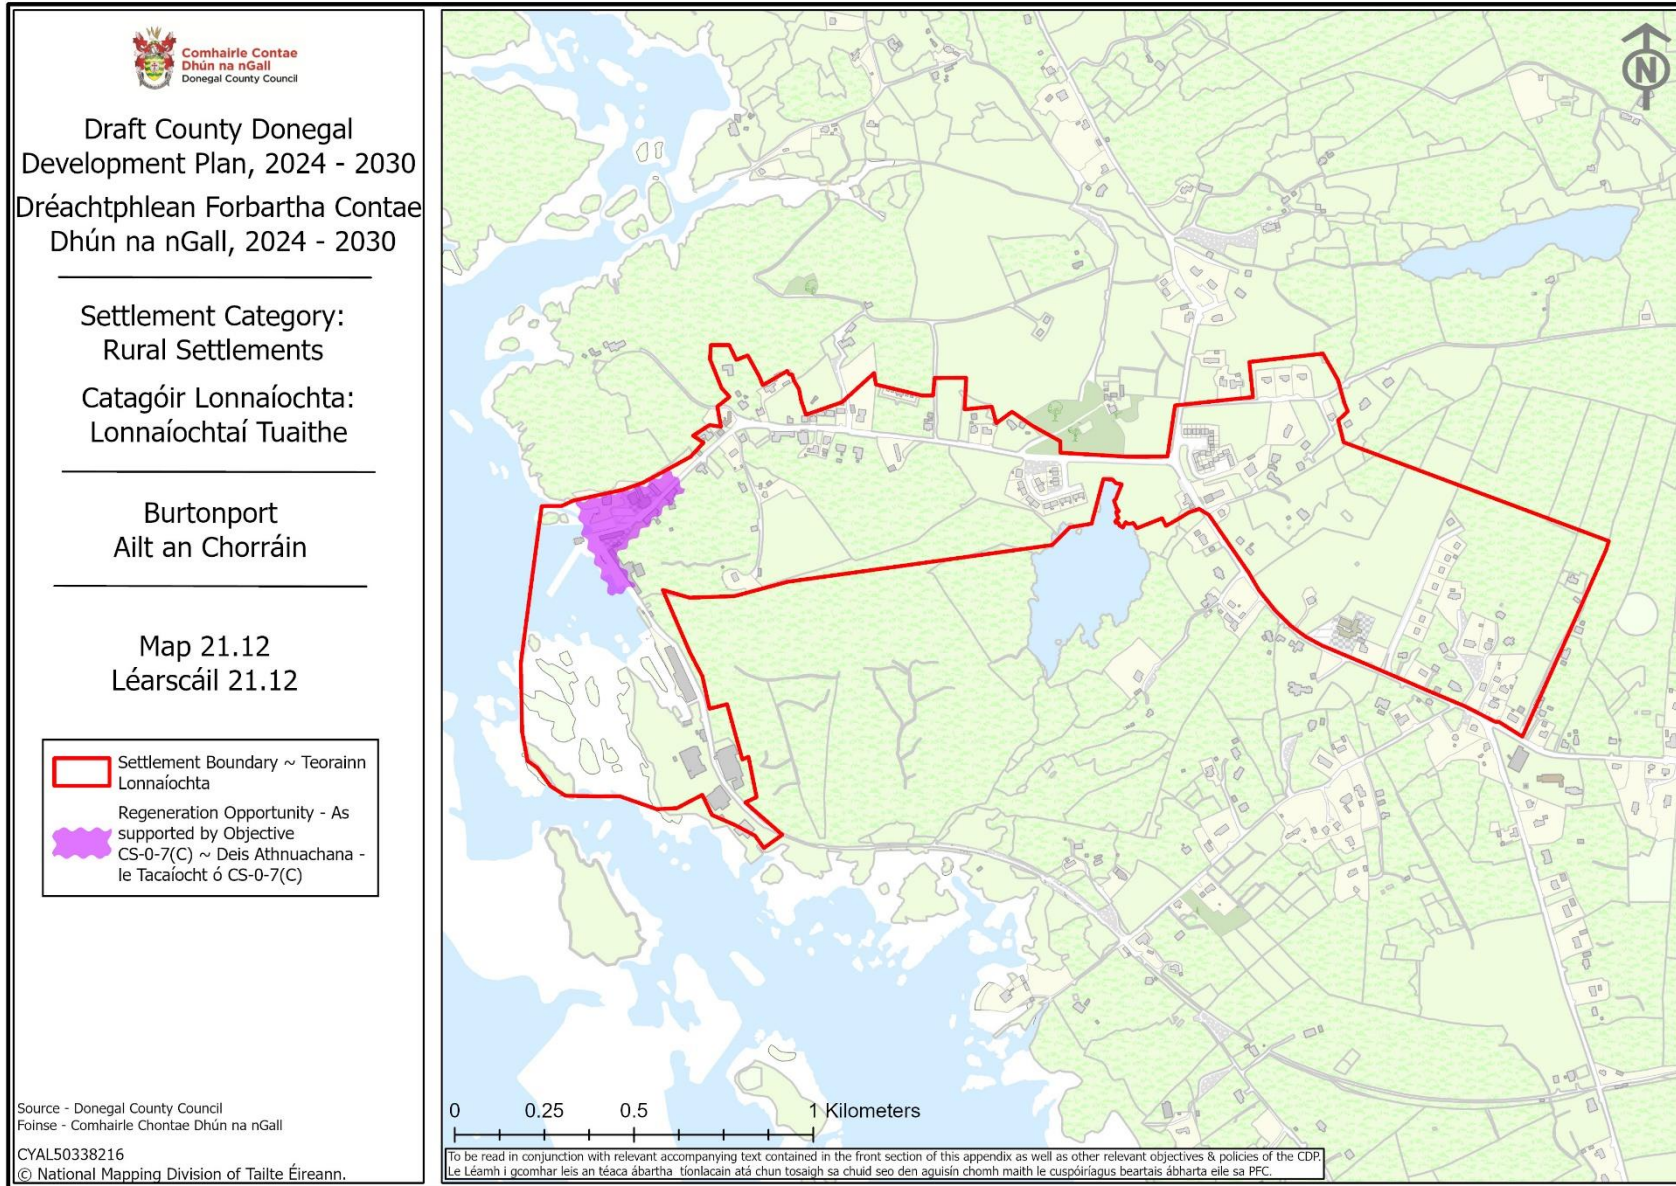 Comhairle Contae
Dhún na nGall
Donegal County Council
Draft County Donegal
Development Plan, 2024 - 2030
Dréachtphlean Forbartha Contae
Dhún na nGall, 2024 - 2030
Settlement Category:
Rural Settlements
Catagóir Lonnaíochta:
Lonnaíochtaí Tuaithe
Burtonport
Ailt an Chorráin
Map 21.12
Léarscáil 21.12
Settlement Boundary ~ Teorainn
Lonnaíochta
Regeneration Opportunity - As
supported by Objective
CS-0-7(C) ~ Deis Athnuachana -
le Tacaíocht ó CS-0-7(C)
Source - Donegal County Council
Foinse - Comhairle Chontae Dhún na nGall
CYAL50338216
© National Mapping Division of Tailte Éireann.
N
0 0.25 0.5 1 Kilometers
To be read in conjunction with relevant accompanying text contained in the front section of this appendix as well as other relevant objectives & policies of the CDP.
Le Léamh i gcomhar leis an téaca ábartha tíonlacain atá chun tosaigh sa chuid seo den aguisín chomh maith le cuspóiríagus beartais ábharta eile sa PFC.